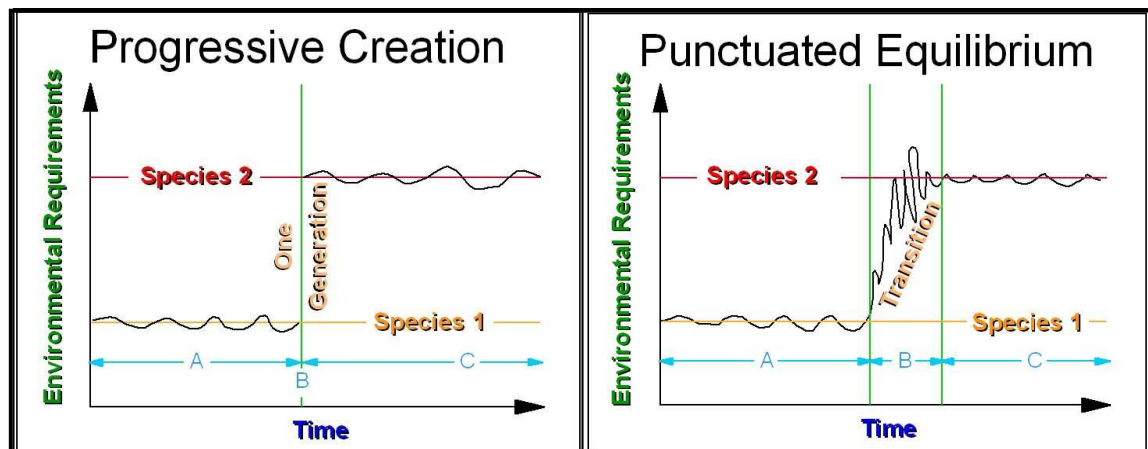 Progressive Creation
Environmental Requirements
Species 2
One
Generation
Species 1
A
B
C
Time
Punctuated Equilibrium
Environmental Requirements
Species 2
Transition
Species 1
A
B
C
Time